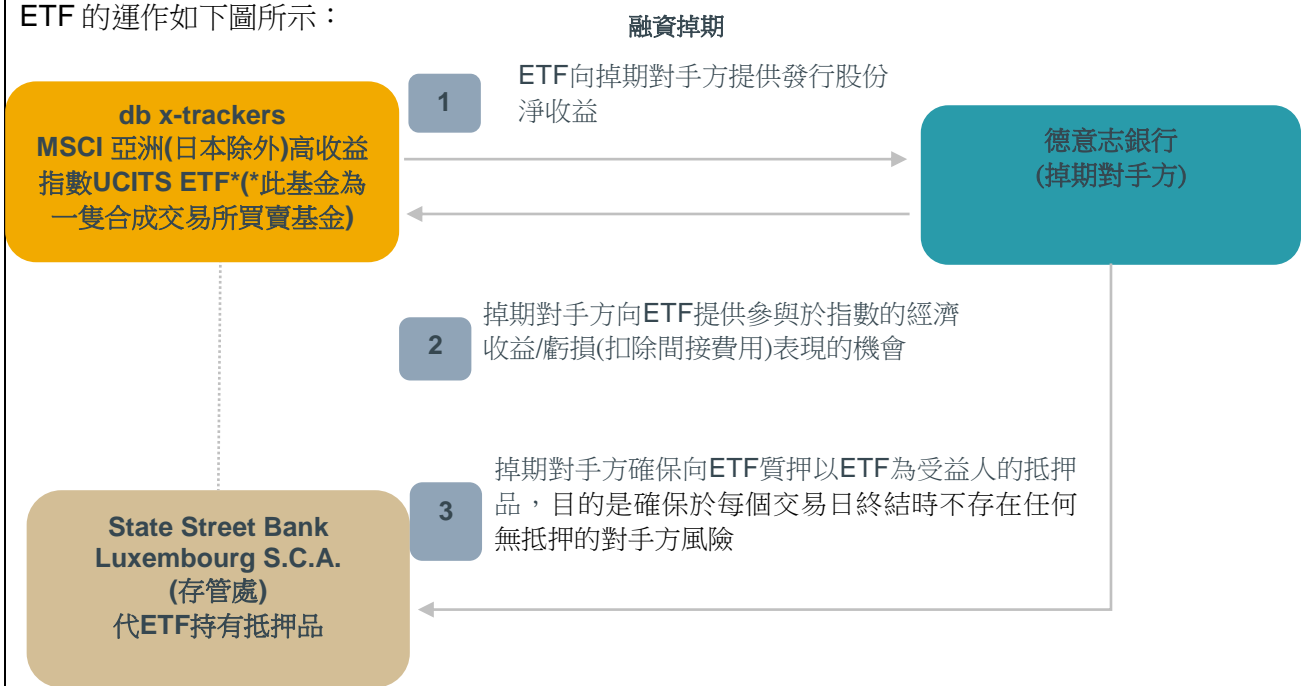 ETF 的運作如下圖所示：
融資掉期
db x-trackers
MSCI 亞洲(日本除外)高收益
指數UCITS ETF*(*此基金為
一隻合成交易所買賣基金)
1
ETF向掉期對手方提供發行股份
淨收益
德意志銀行
(掉期對手方)
2
掉期對手方向ETF提供參與於指數的經濟
收益/虧損(扣除間接費用)表現的機會
3
掉期對手方確保向ETF質押以ETF為受益人的抵押
品，目的是確保於每個交易日終結時不存在任何
無抵押的對手方風險
State Street Bank
Luxembourg S.C.A.
(存管處)
代ETF持有抵押品